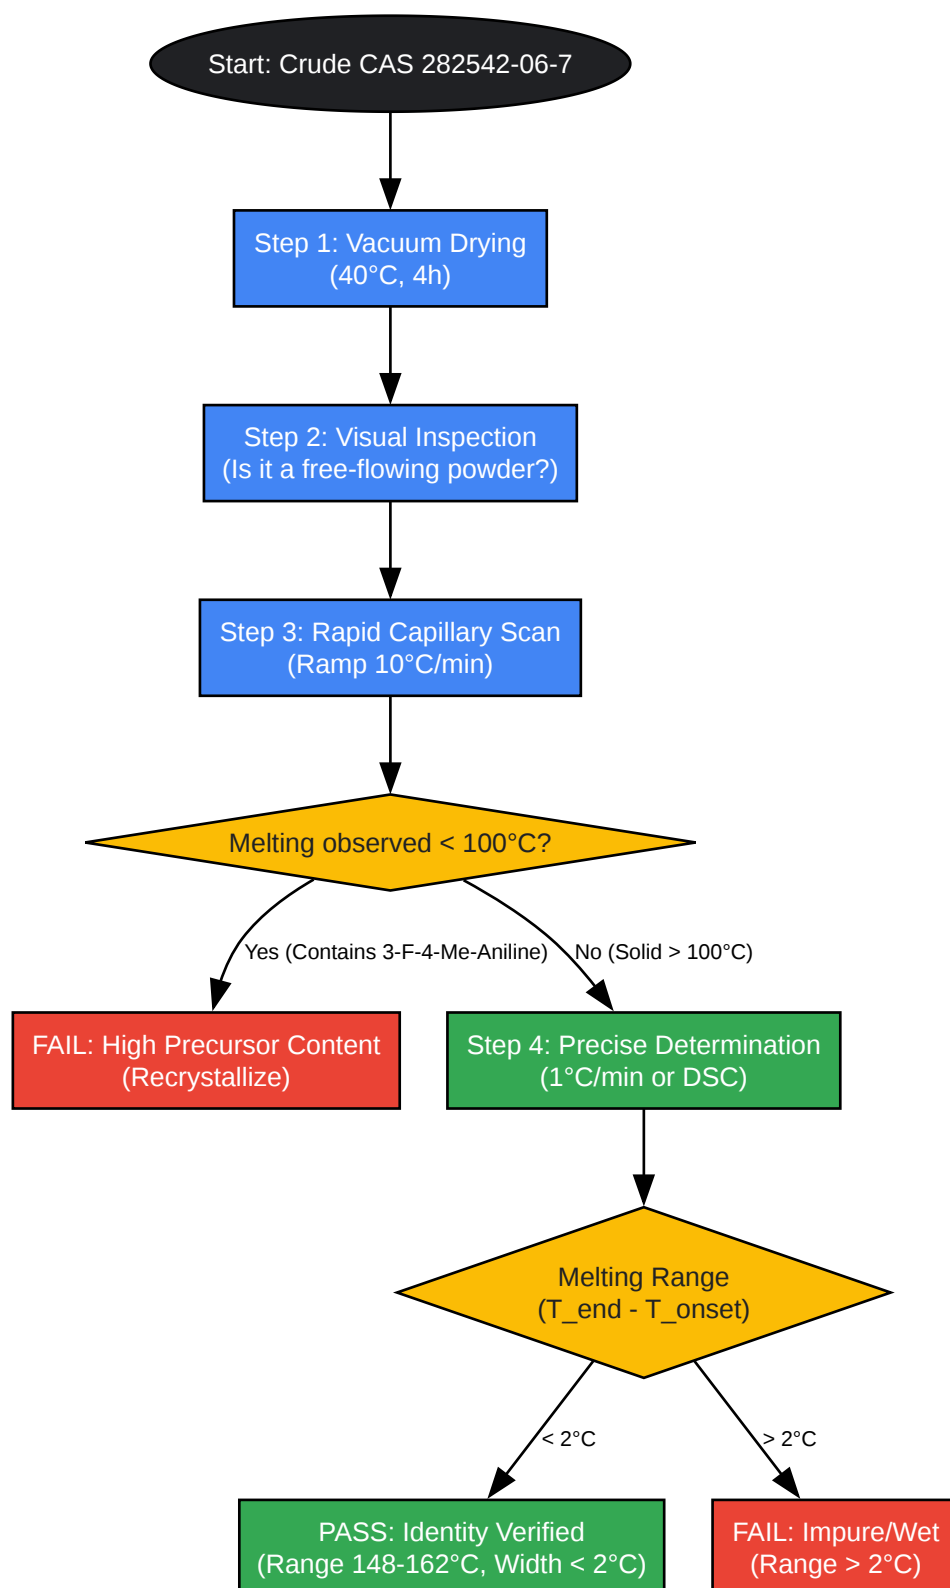 Start: Crude CAS 282542-06-7
Step 1: Vacuum Drying
(40°C, 4h)
Step 2: Visual Inspection
(Is it a free-flowing powder?)
Step 3: Rapid Capillary Scan
(Ramp 10°C/min)
Melting observed < 100°C?
Yes (Contains 3-F-4-Me-Aniline)
No (Solid > 100°C)
FAIL: High Precursor Content
(Recrystallize)
Step 4: Precise Determination
(1°C/min or DSC)
Melting Range
(T_end - T_onset)
< 2°C
> 2°C
PASS: Identity Verified
(Range 148-162°C, Width < 2°C)
FAIL: Impure/Wet
(Range > 2°C)